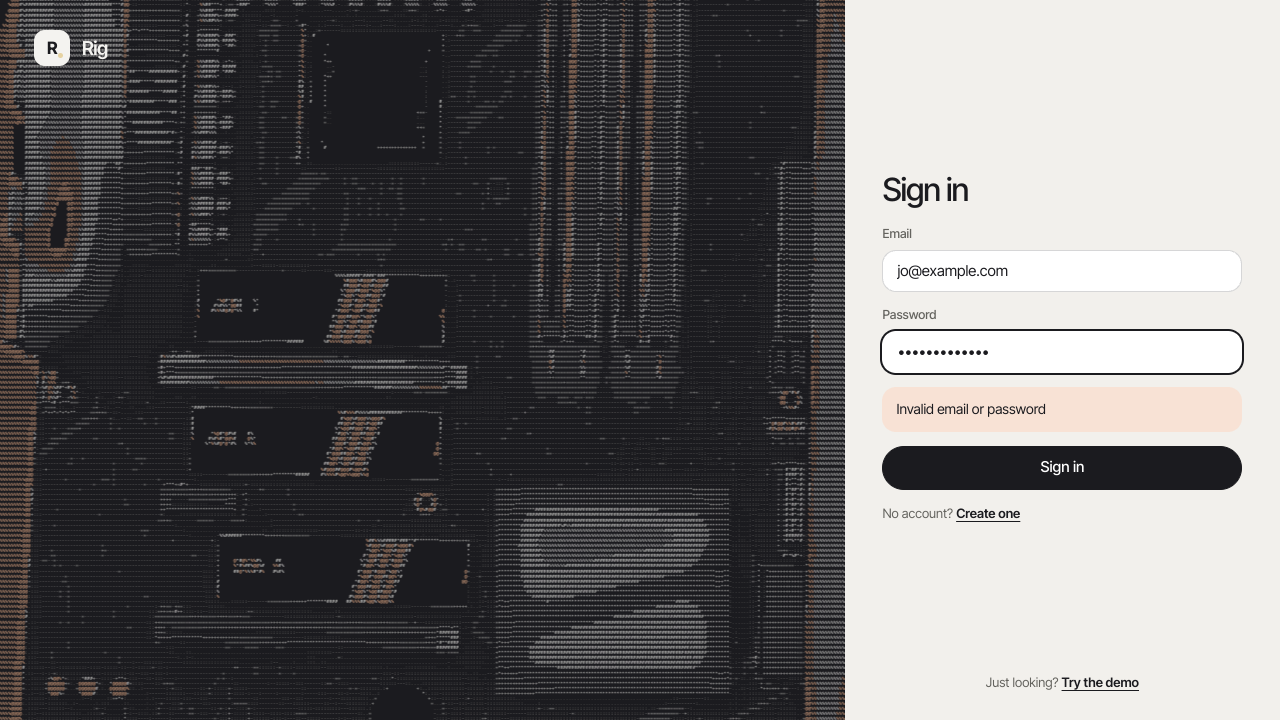 R.
Rig
Sign in
Email
jo@example.com
Password
•••••••••••••
Invalid email or password
Sign in
No account? Create one
Just looking? Try the demo